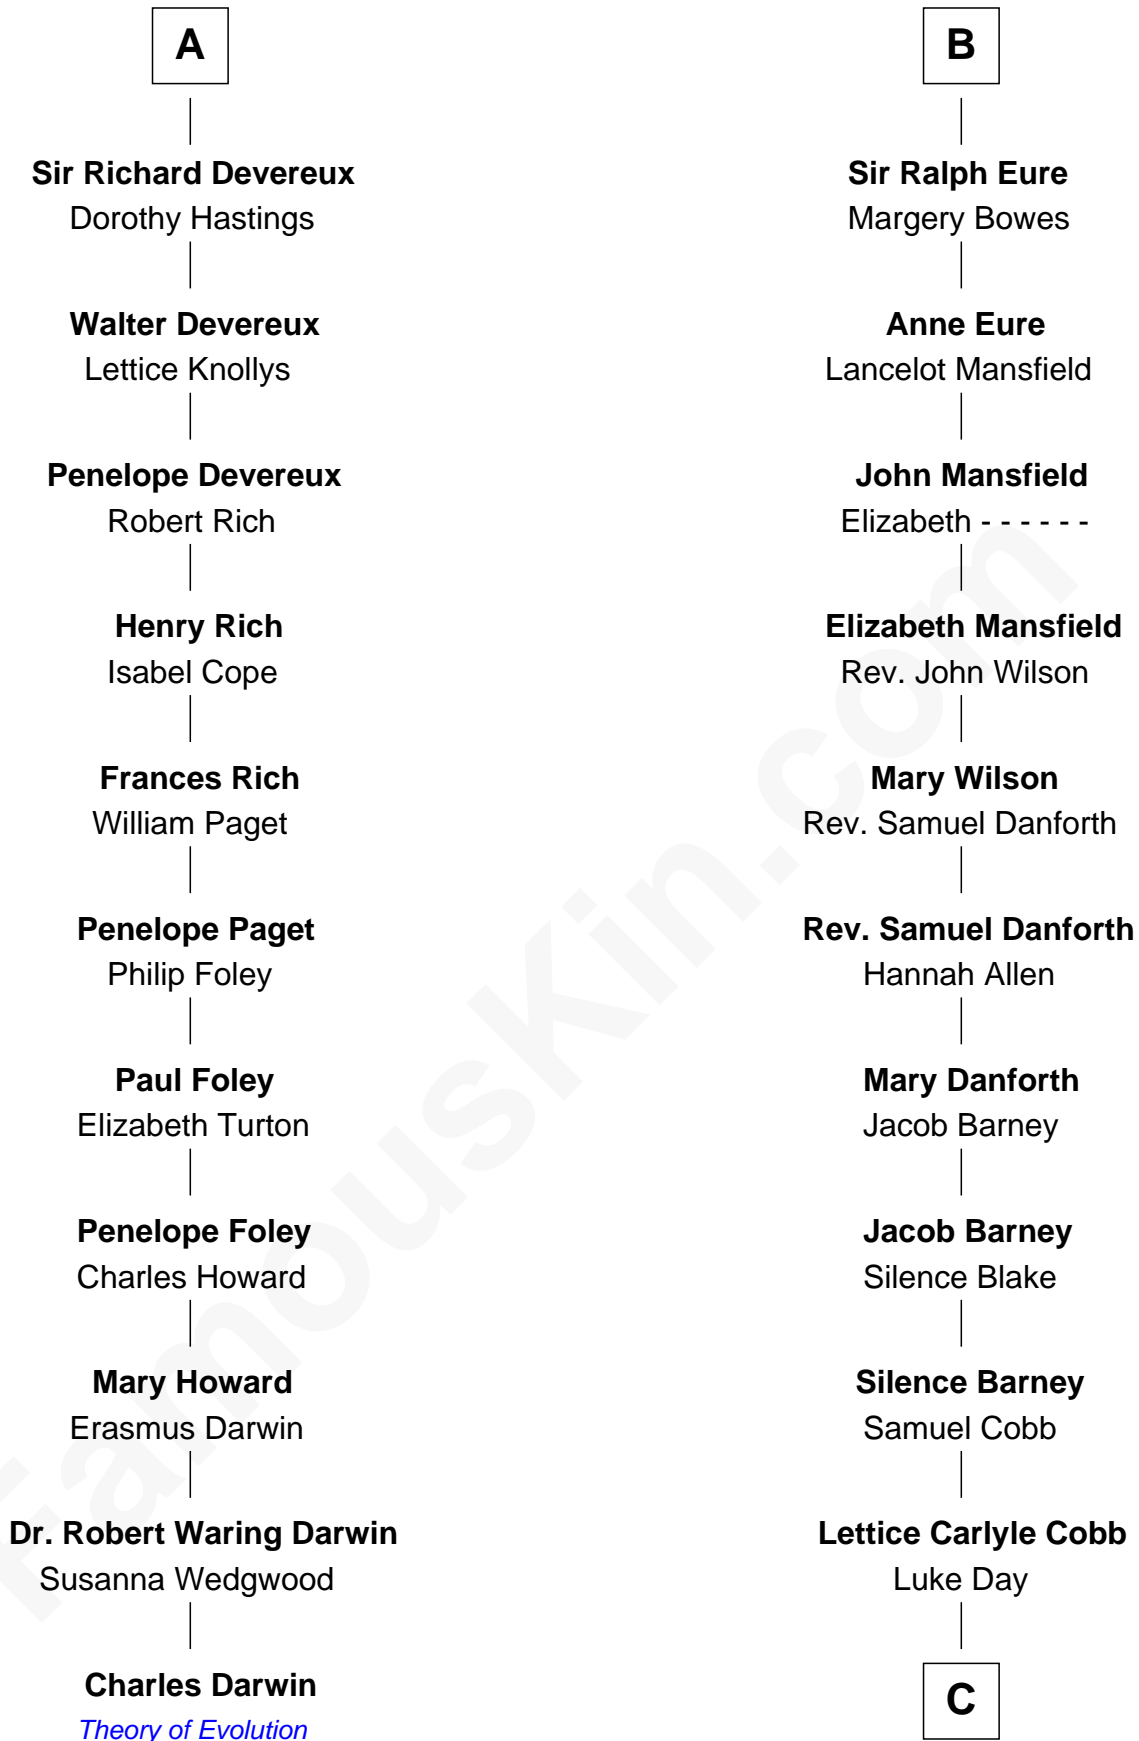 A
Sir Richard Devereux
Dorothy Hastings
Walter Devereux
Lettice Knollys
Penelope Devereux
Robert Rich
Henry Rich
Isabel Cope
Frances Rich
William Paget
Penelope Paget
Philip Foley
Paul Foley
Elizabeth Turton
Penelope Foley
Charles Howard
Mary Howard
Erasmus Darwin
Dr. Robert Waring Darwin
Susanna Wedgwood
Charles Darwin
Theory of Evolution
B
Sir Ralph Eure
Margery Bowes
Anne Eure
Lancelot Mansfield
John Mansfield
Elizabeth - - - - - -
Elizabeth Mansfield
Rev. John Wilson
Mary Wilson
Rev. Samuel Danforth
Rev. Samuel Danforth
Hannah Allen
Mary Danforth
Jacob Barney
Jacob Barney
Silence Blake
Silence Barney
Samuel Cobb
Lettice Carlyle Cobb
Luke Day
C
FamousKin.com